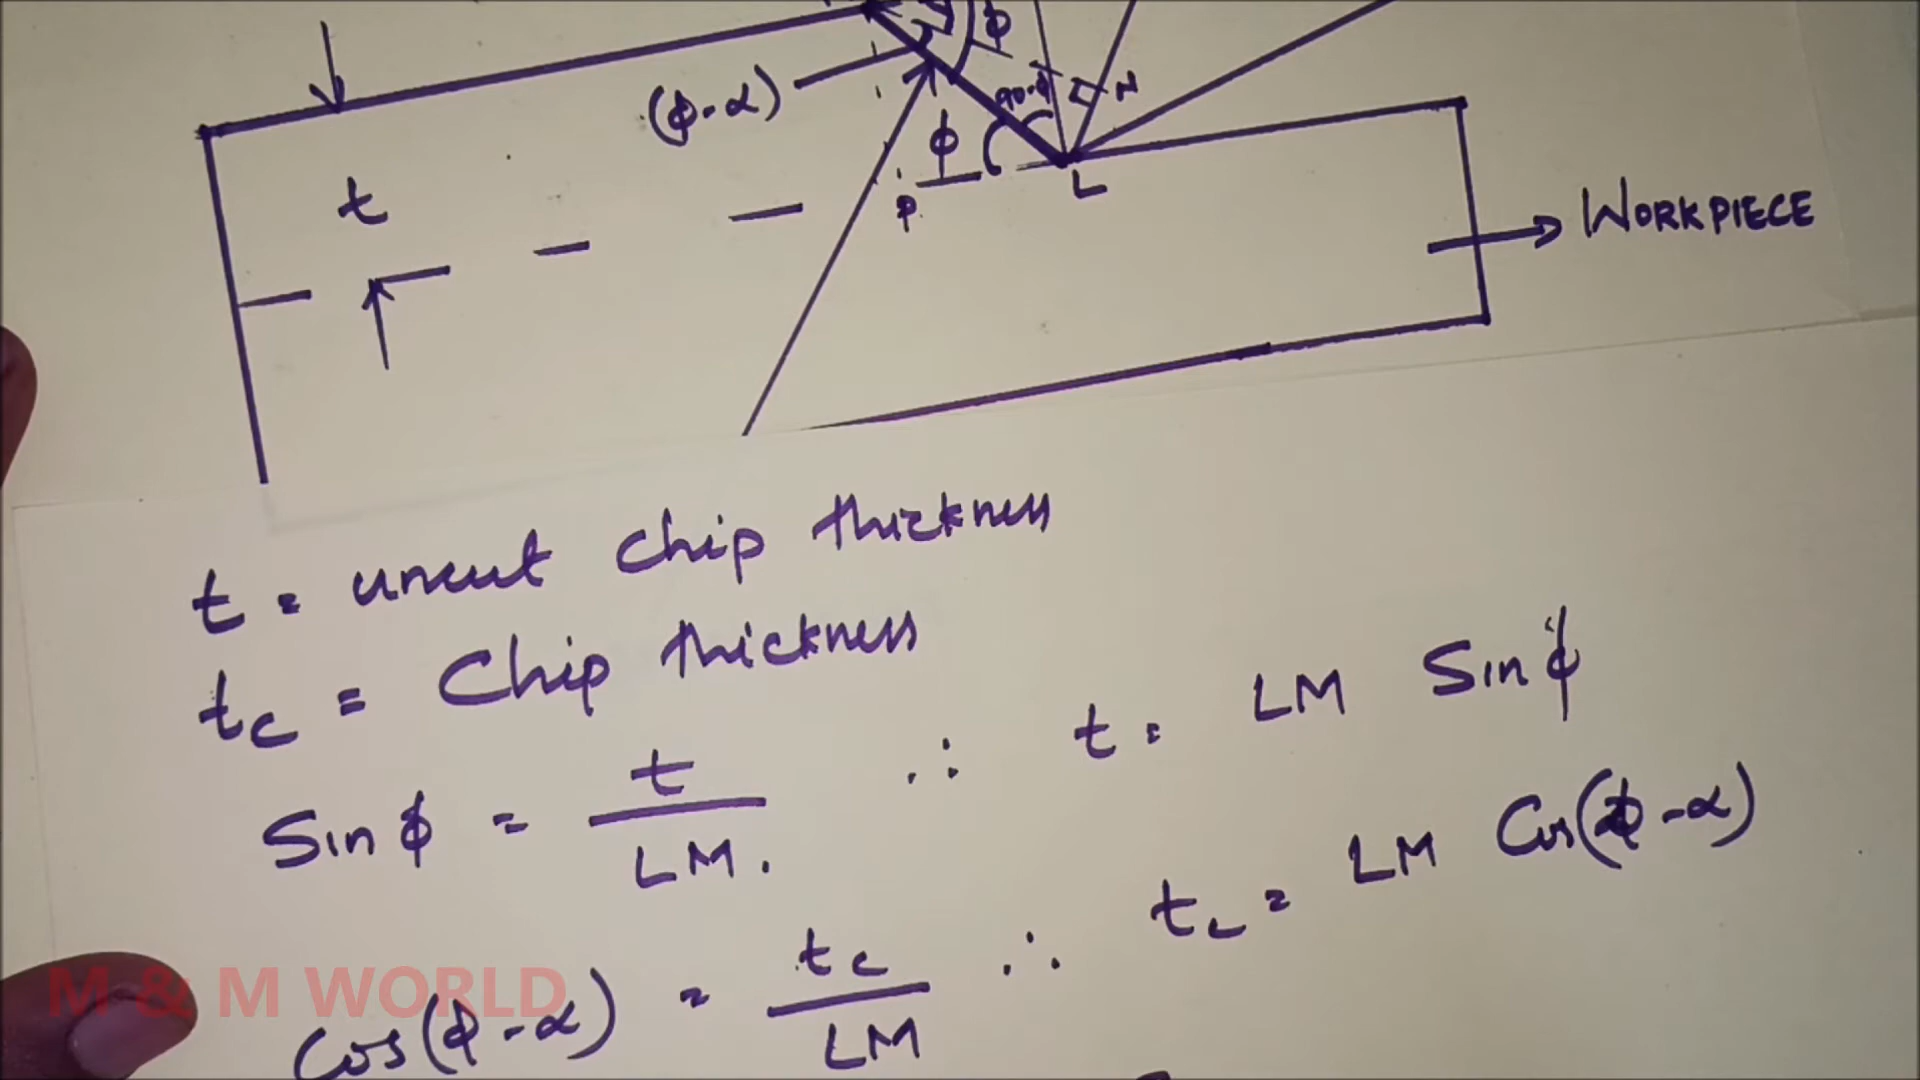 ϕ
(ϕ-α)
90-ϕ
N
ϕ
P
L
t
WORKPIECE
t = uncut chip thickness
tc = Chip thickness
Sin ϕ = t / LM. ∴ t = LM Sin ϕ
Cos(ϕ-α) = tc / LM ∴ tc = LM Cos(ϕ-α)
M & M WORLD